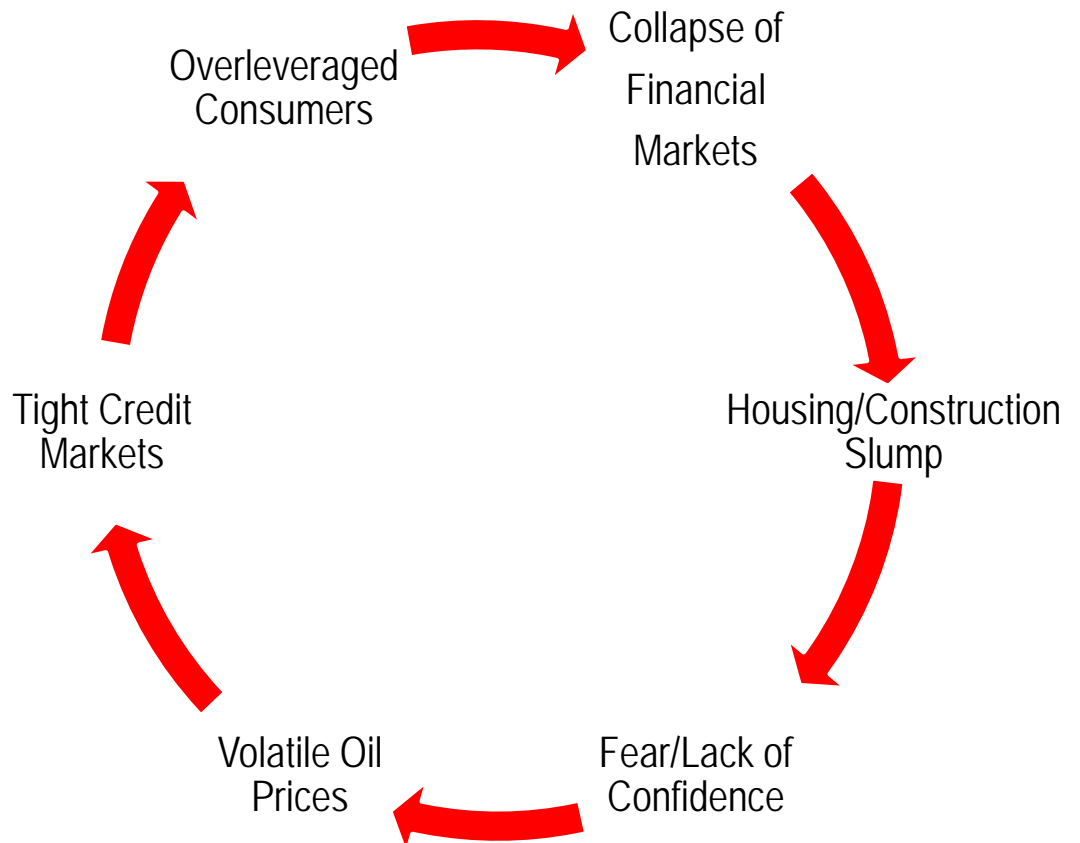 Overleveraged
Consumers
Collapse of
Financial
Markets
Housing/Construction
Slump
Fear/Lack of
Confidence
Volatile Oil
Prices
Tight Credit
Markets